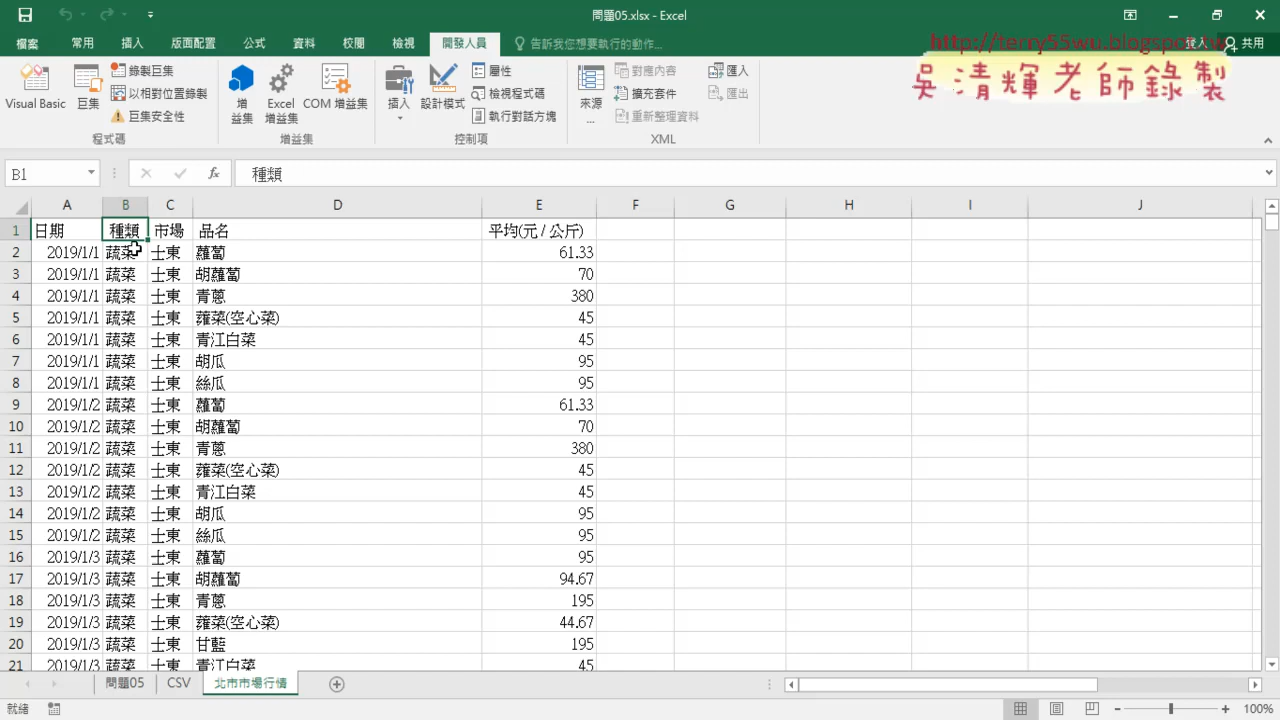 問題05.xlsx - Excel
檔案 常用 插入 版面配置 公式 資料 校閱 檢視 開發人員 告訴我您想要執行的動作... 登入 共用
http://terry55wu.blogspot.tw
吳清輝老師錄製
Visual Basic 巨集 錄製巨集 以相對位置錄製 巨集安全性 增益集 Excel 增益集 COM 增益集 插入 設計模式 屬性 檢視程式碼 執行對話方塊 來源... 對應內容 擴充套件 重新整理資料 匯入 匯出
程式碼 增益集 控制項 XML
B1 fx 種類
A B C D E F G H I J
1 日期 種類 市場 品名 平均(元 / 公斤)
2 2019/1/1 蔬菜 士東 蘿蔔 61.33
3 2019/1/1 蔬菜 士東 胡蘿蔔 70
4 2019/1/1 蔬菜 士東 青蔥 380
5 2019/1/1 蔬菜 士東 蕹菜(空心菜) 45
6 2019/1/1 蔬菜 士東 青江白菜 45
7 2019/1/1 蔬菜 士東 胡瓜 95
8 2019/1/1 蔬菜 士東 絲瓜 95
9 2019/1/2 蔬菜 士東 蘿蔔 61.33
10 2019/1/2 蔬菜 士東 胡蘿蔔 70
11 2019/1/2 蔬菜 士東 青蔥 380
12 2019/1/2 蔬菜 士東 蕹菜(空心菜) 45
13 2019/1/2 蔬菜 士東 青江白菜 45
14 2019/1/2 蔬菜 士東 胡瓜 95
15 2019/1/2 蔬菜 士東 絲瓜 95
16 2019/1/3 蔬菜 士東 蘿蔔 95
17 2019/1/3 蔬菜 士東 胡蘿蔔 94.67
18 2019/1/3 蔬菜 士東 青蔥 195
19 2019/1/3 蔬菜 士東 蕹菜(空心菜) 44.67
20 2019/1/3 蔬菜 士東 甘藍 195
21 2019/1/3 蔬菜 士東 青江白菜 45
問題05 CSV 北市市場行情
就緒 100%